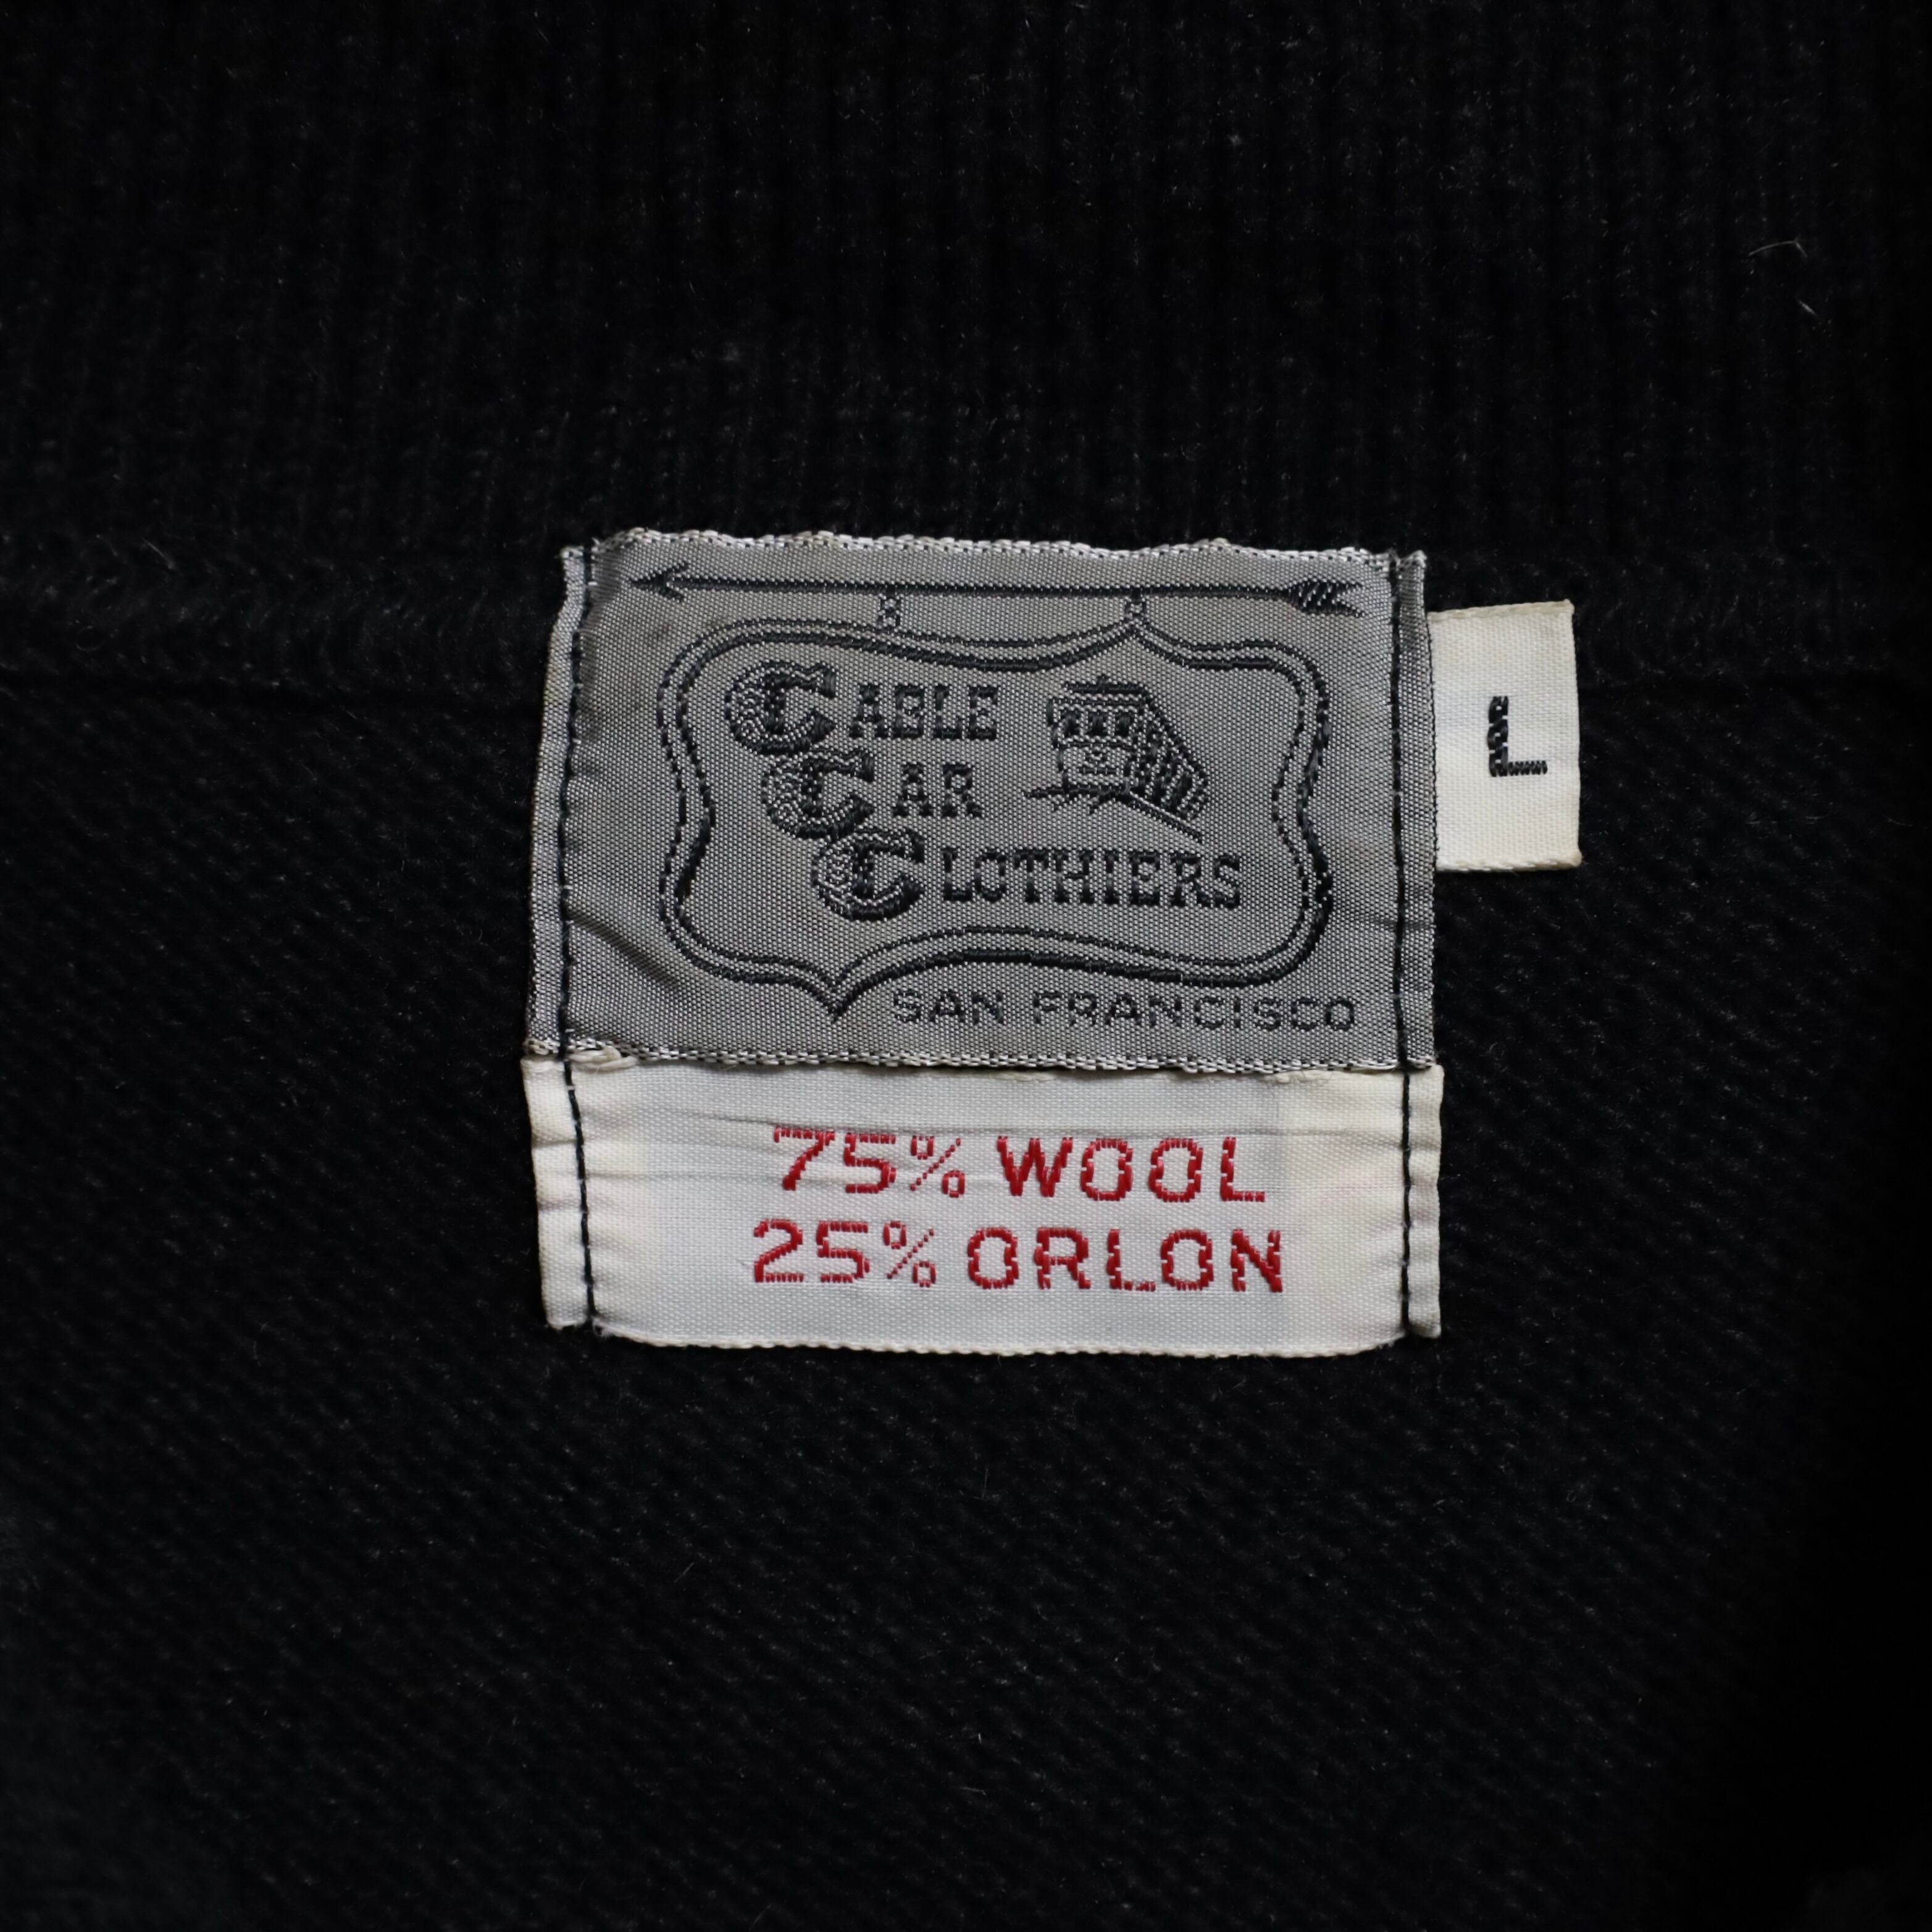 CABLE
CAR
CLOTHIERS
SAN FRANCISCO
L
75% WOOL
25% ORLON